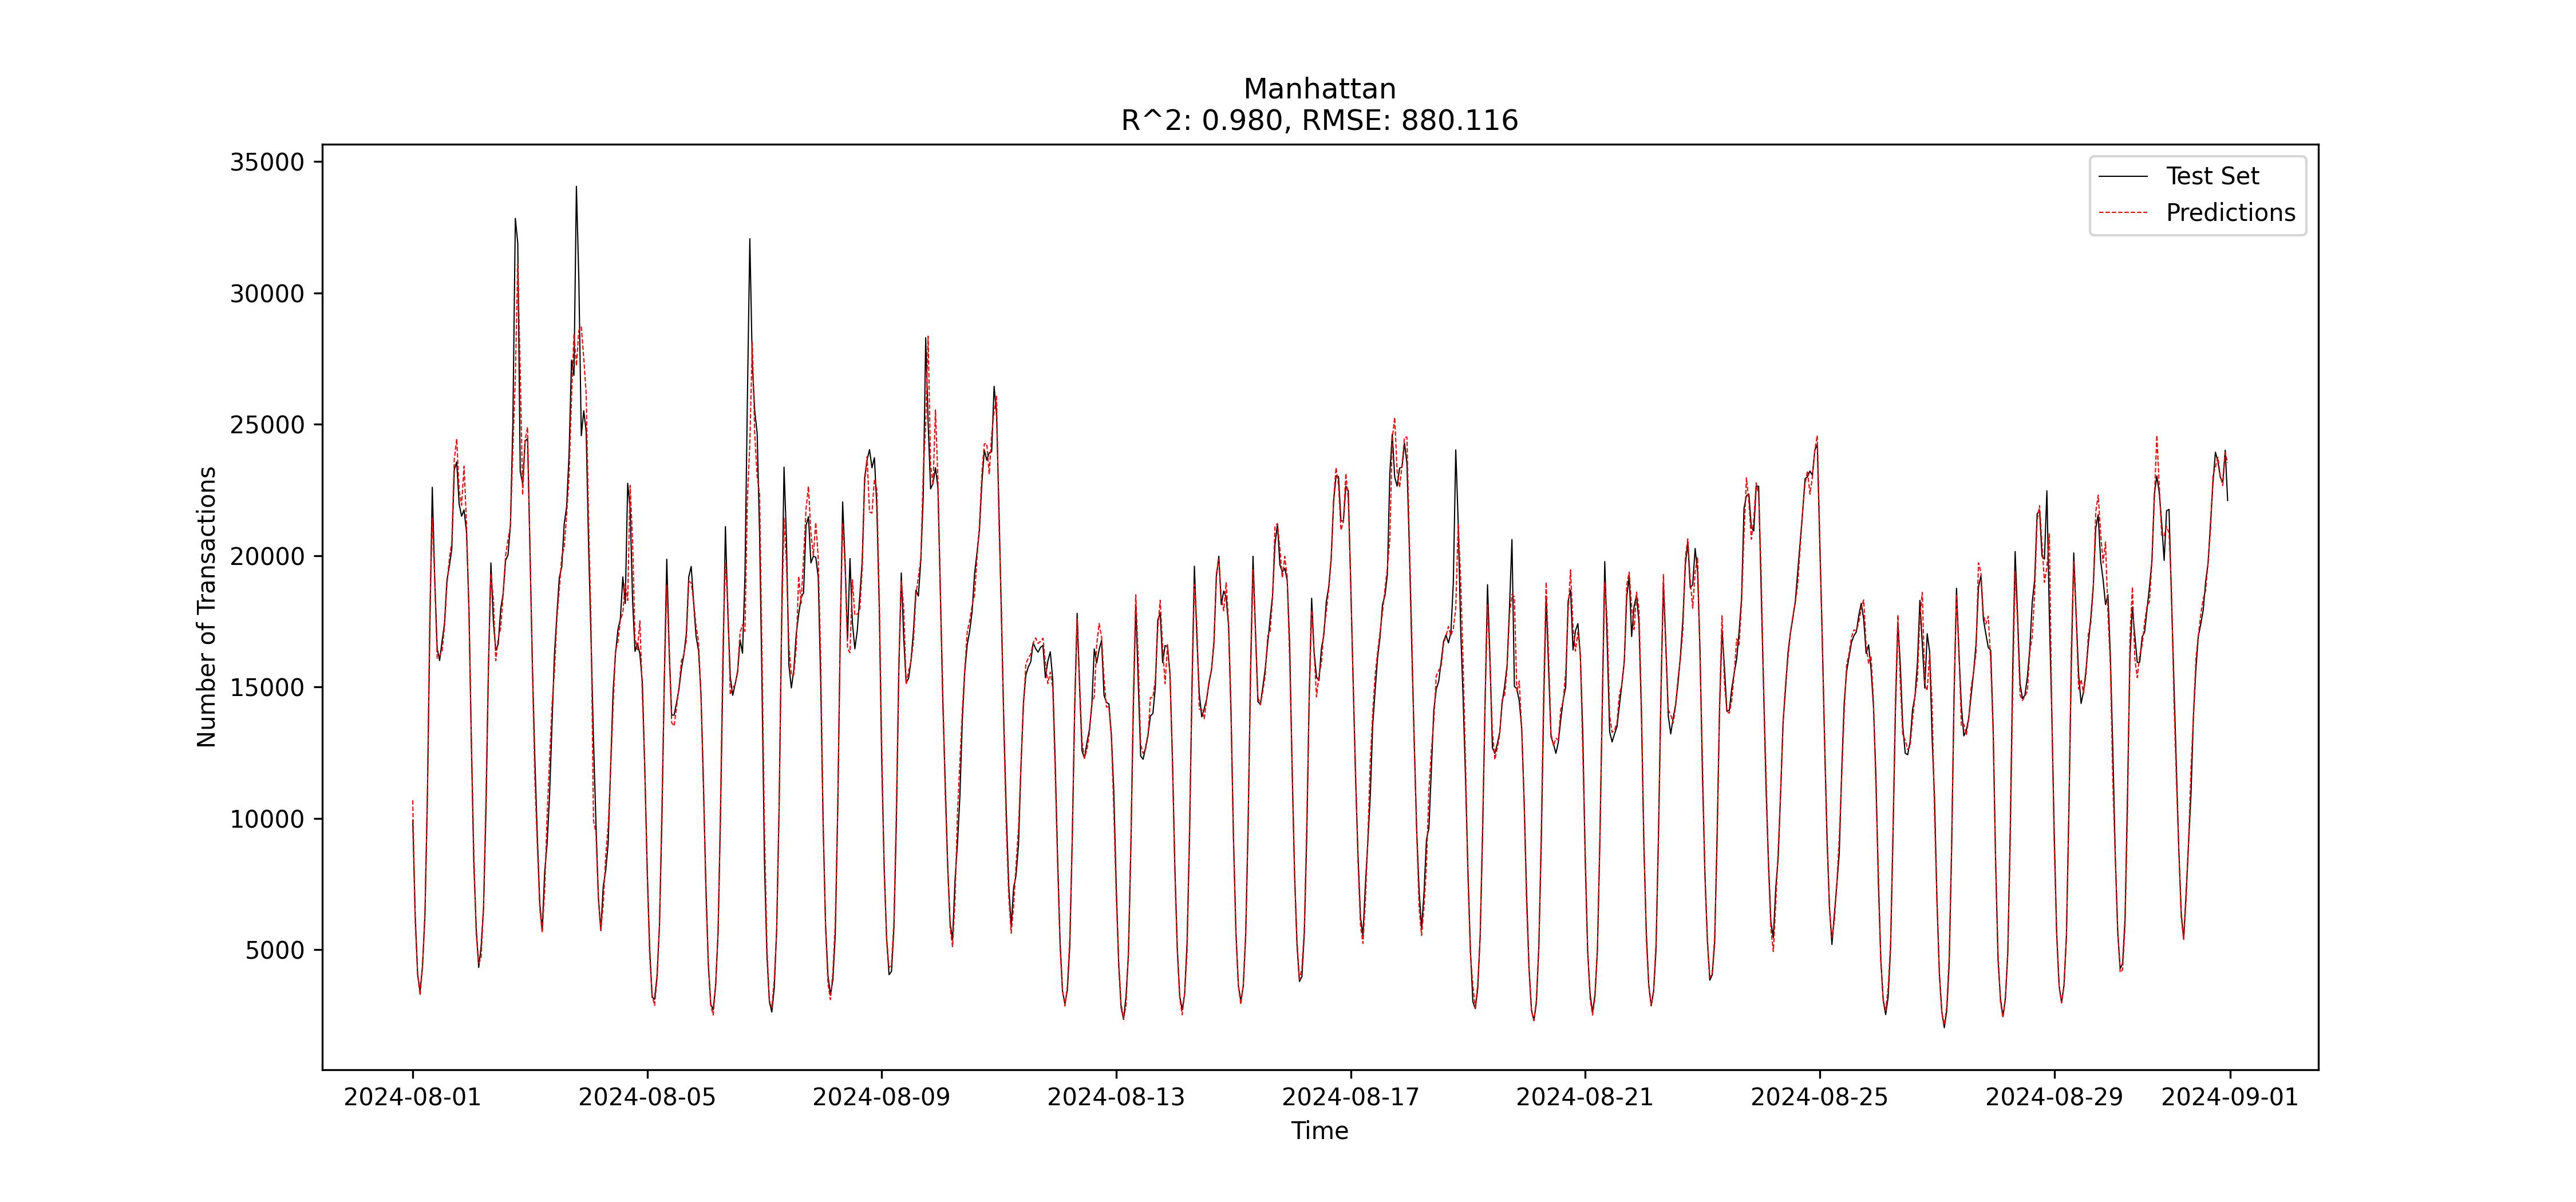 Manhattan
R^2: 0.980, RMSE: 880.116
Test Set
Predictions
Number of Transactions
35000
30000
25000
20000
15000
10000
5000
2024-08-01
2024-08-05
2024-08-09
2024-08-13
2024-08-17
2024-08-21
2024-08-25
2024-08-29
2024-09-01
Time